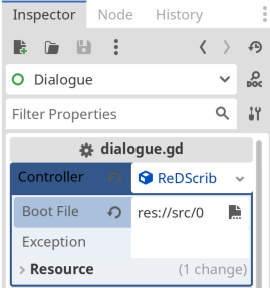 Inspector Node History
Dialogue
DOC
Filter Properties
dialogue.gd
Controller ReDScrib
Boot File res://src/0
Exception
Resource (1 change)